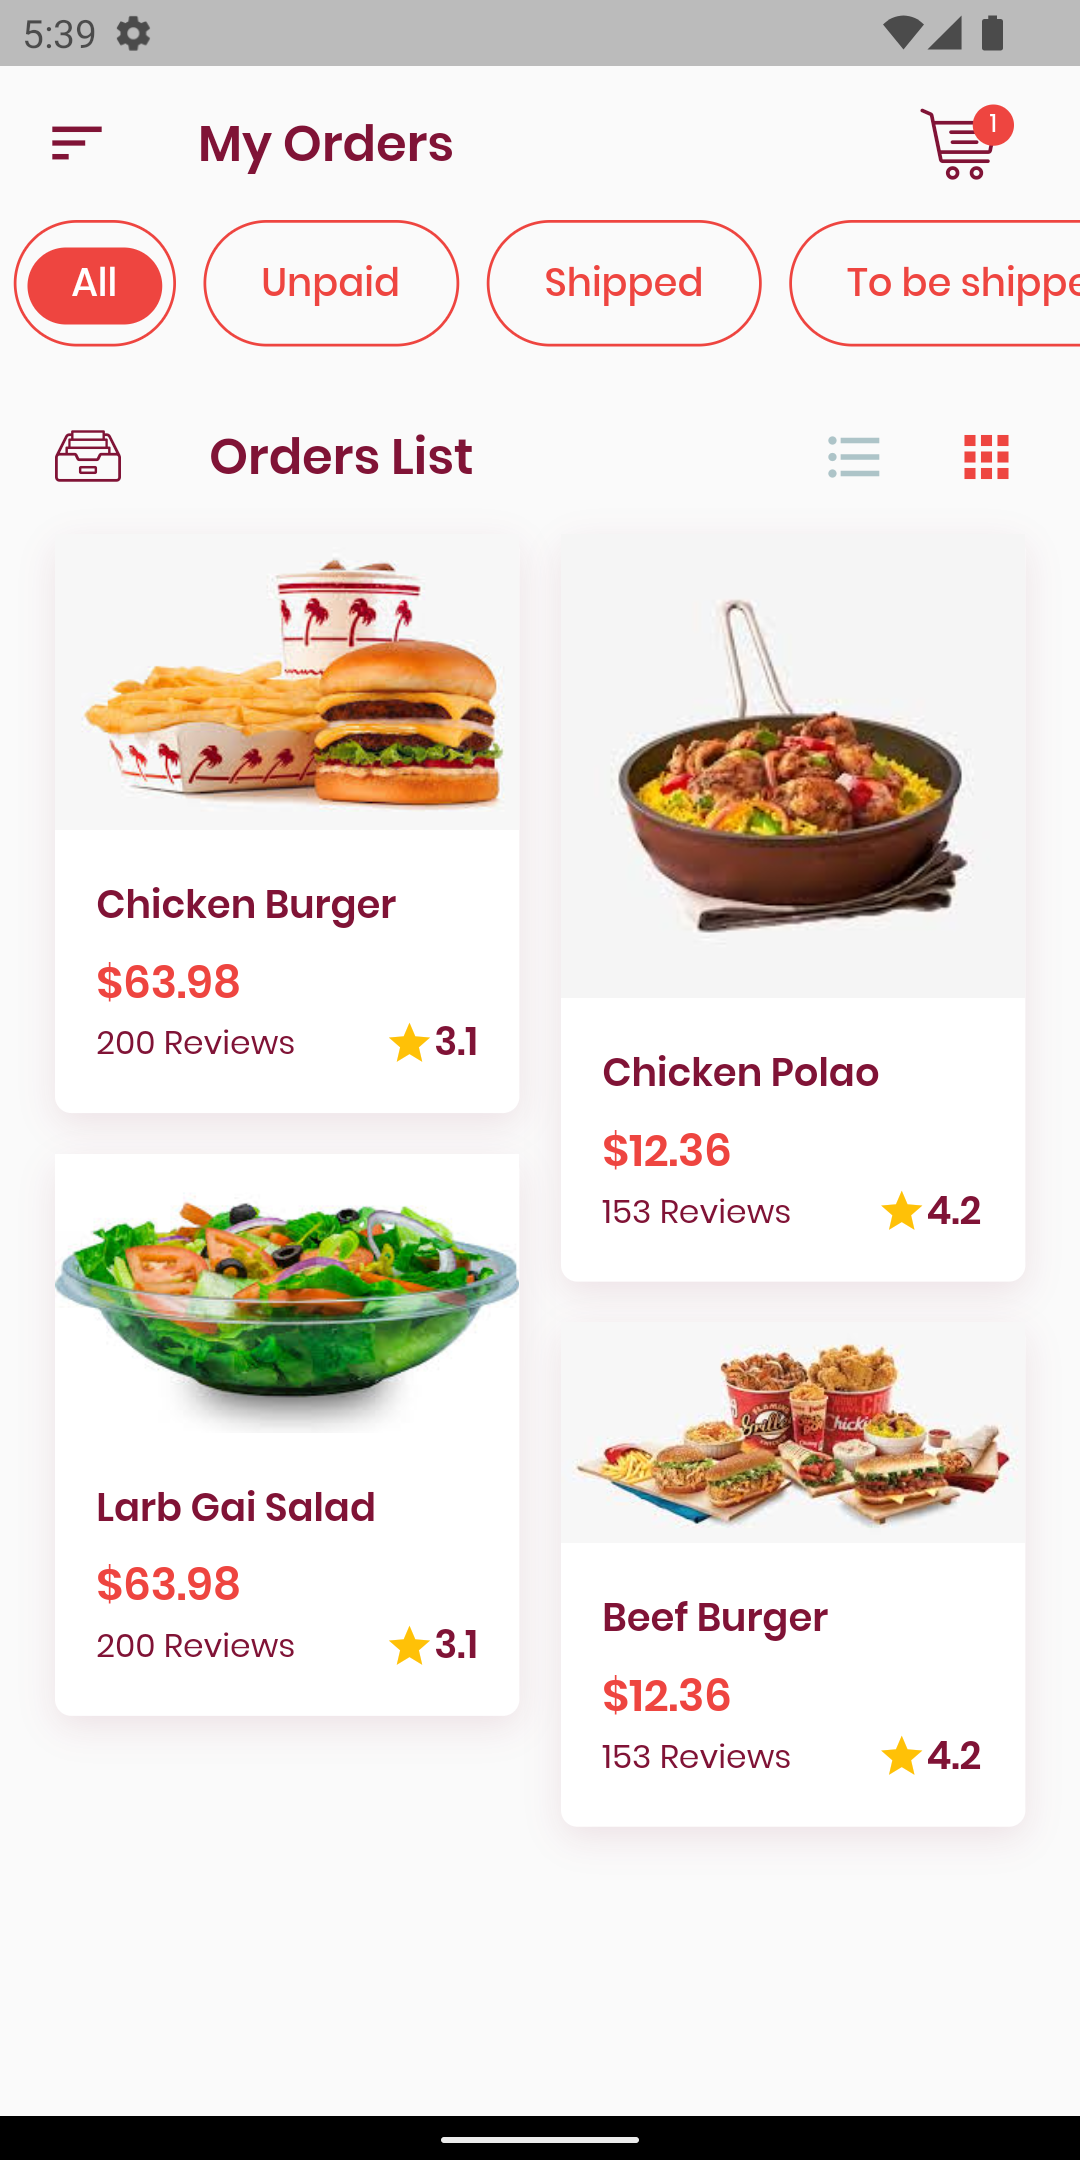 5:39
My Orders
1
All
Unpaid
Shipped
To be shippe
Orders List
Chicken Burger
$63.98
200 Reviews
3.1
Chicken Polao
$12.36
153 Reviews
4.2
Larb Gai Salad
$63.98
200 Reviews
3.1
Beef Burger
$12.36
153 Reviews
4.2